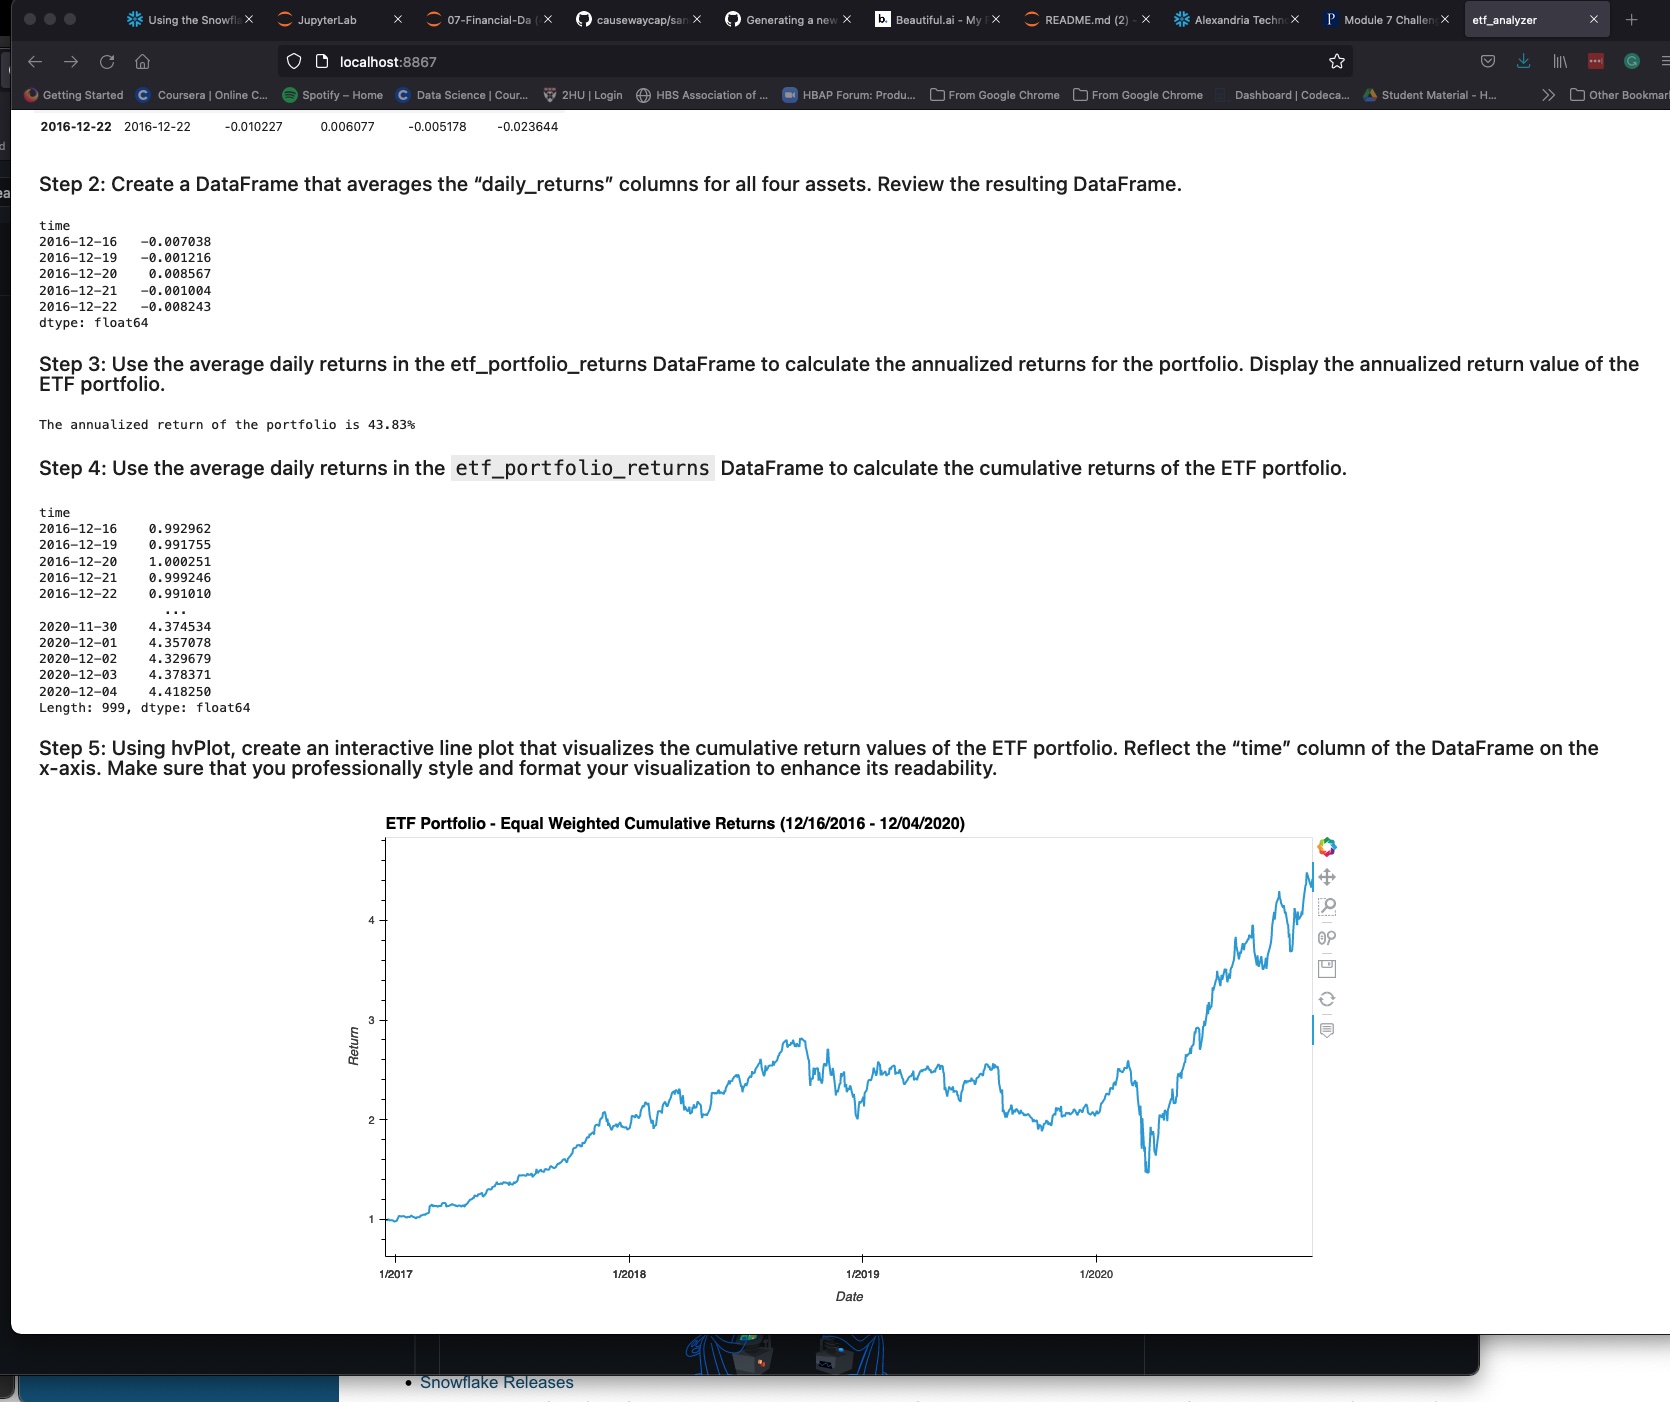 Using the Snowfla
JupyterLab
07-Financial-Da (
causewaycap/san
Generating a new
b. Beautiful.ai - My P
README.md (2) -
Alexandria Techno
P Module 7 Challen
etf_analyzer
localhost:8867
Getting Started
Coursera | Online C...
Spotify – Home
Data Science | Cour...
2HU | Login
HBS Association of ...
HBAP Forum: Produ...
From Google Chrome
From Google Chrome
Dashboard | Codeca...
Student Material - H...
Other Bookmar
2016-12-22 2016-12-22 -0.010227 0.006077 -0.005178 -0.023644
Step 2: Create a DataFrame that averages the “daily_returns” columns for all four assets. Review the resulting DataFrame.
time
2016-12-16 -0.007038
2016-12-19 -0.001216
2016-12-20 0.008567
2016-12-21 -0.001004
2016-12-22 -0.008243
dtype: float64
Step 3: Use the average daily returns in the etf_portfolio_returns DataFrame to calculate the annualized returns for the portfolio. Display the annualized return value of the
ETF portfolio.
The annualized return of the portfolio is 43.83%
Step 4: Use the average daily returns in the etf_portfolio_returns DataFrame to calculate the cumulative returns of the ETF portfolio.
time
2016-12-16 0.992962
2016-12-19 0.991755
2016-12-20 1.000251
2016-12-21 0.999246
2016-12-22 0.991010
...
2020-11-30 4.374534
2020-12-01 4.357078
2020-12-02 4.329679
2020-12-03 4.378371
2020-12-04 4.418250
Length: 999, dtype: float64
Step 5: Using hvPlot, create an interactive line plot that visualizes the cumulative return values of the ETF portfolio. Reflect the “time” column of the DataFrame on the
x-axis. Make sure that you professionally style and format your visualization to enhance its readability.
ETF Portfolio - Equal Weighted Cumulative Returns (12/16/2016 - 12/04/2020)
4
3
Return
2
1
1/2017 1/2018 1/2019 1/2020
Date
Snowflake Releases